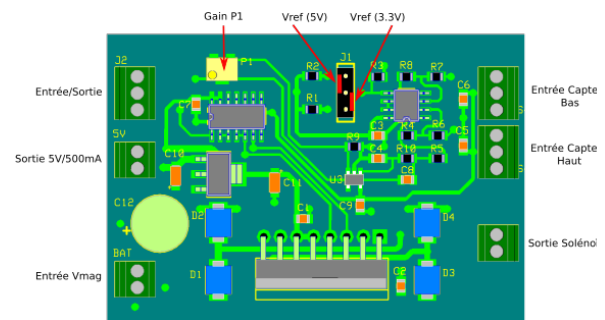 Gain P1
Vref (5V)
Vref (3.3V)
J2
P1
J1
R2
R3
R8
R7
C6
Entrée/Sortie
Entrée Capte
Bas
C7
R1
S
5V
C3
R4
R6
C5
Entrée Capte
Haut
R9
Sortie 5V/500mA
C10
C4
R10
R5
S
U3
C8
C11
C12
D2
C1
C9
D4
Sortie Soléno
BAT
Entrée Vmag
D1
C2
D3